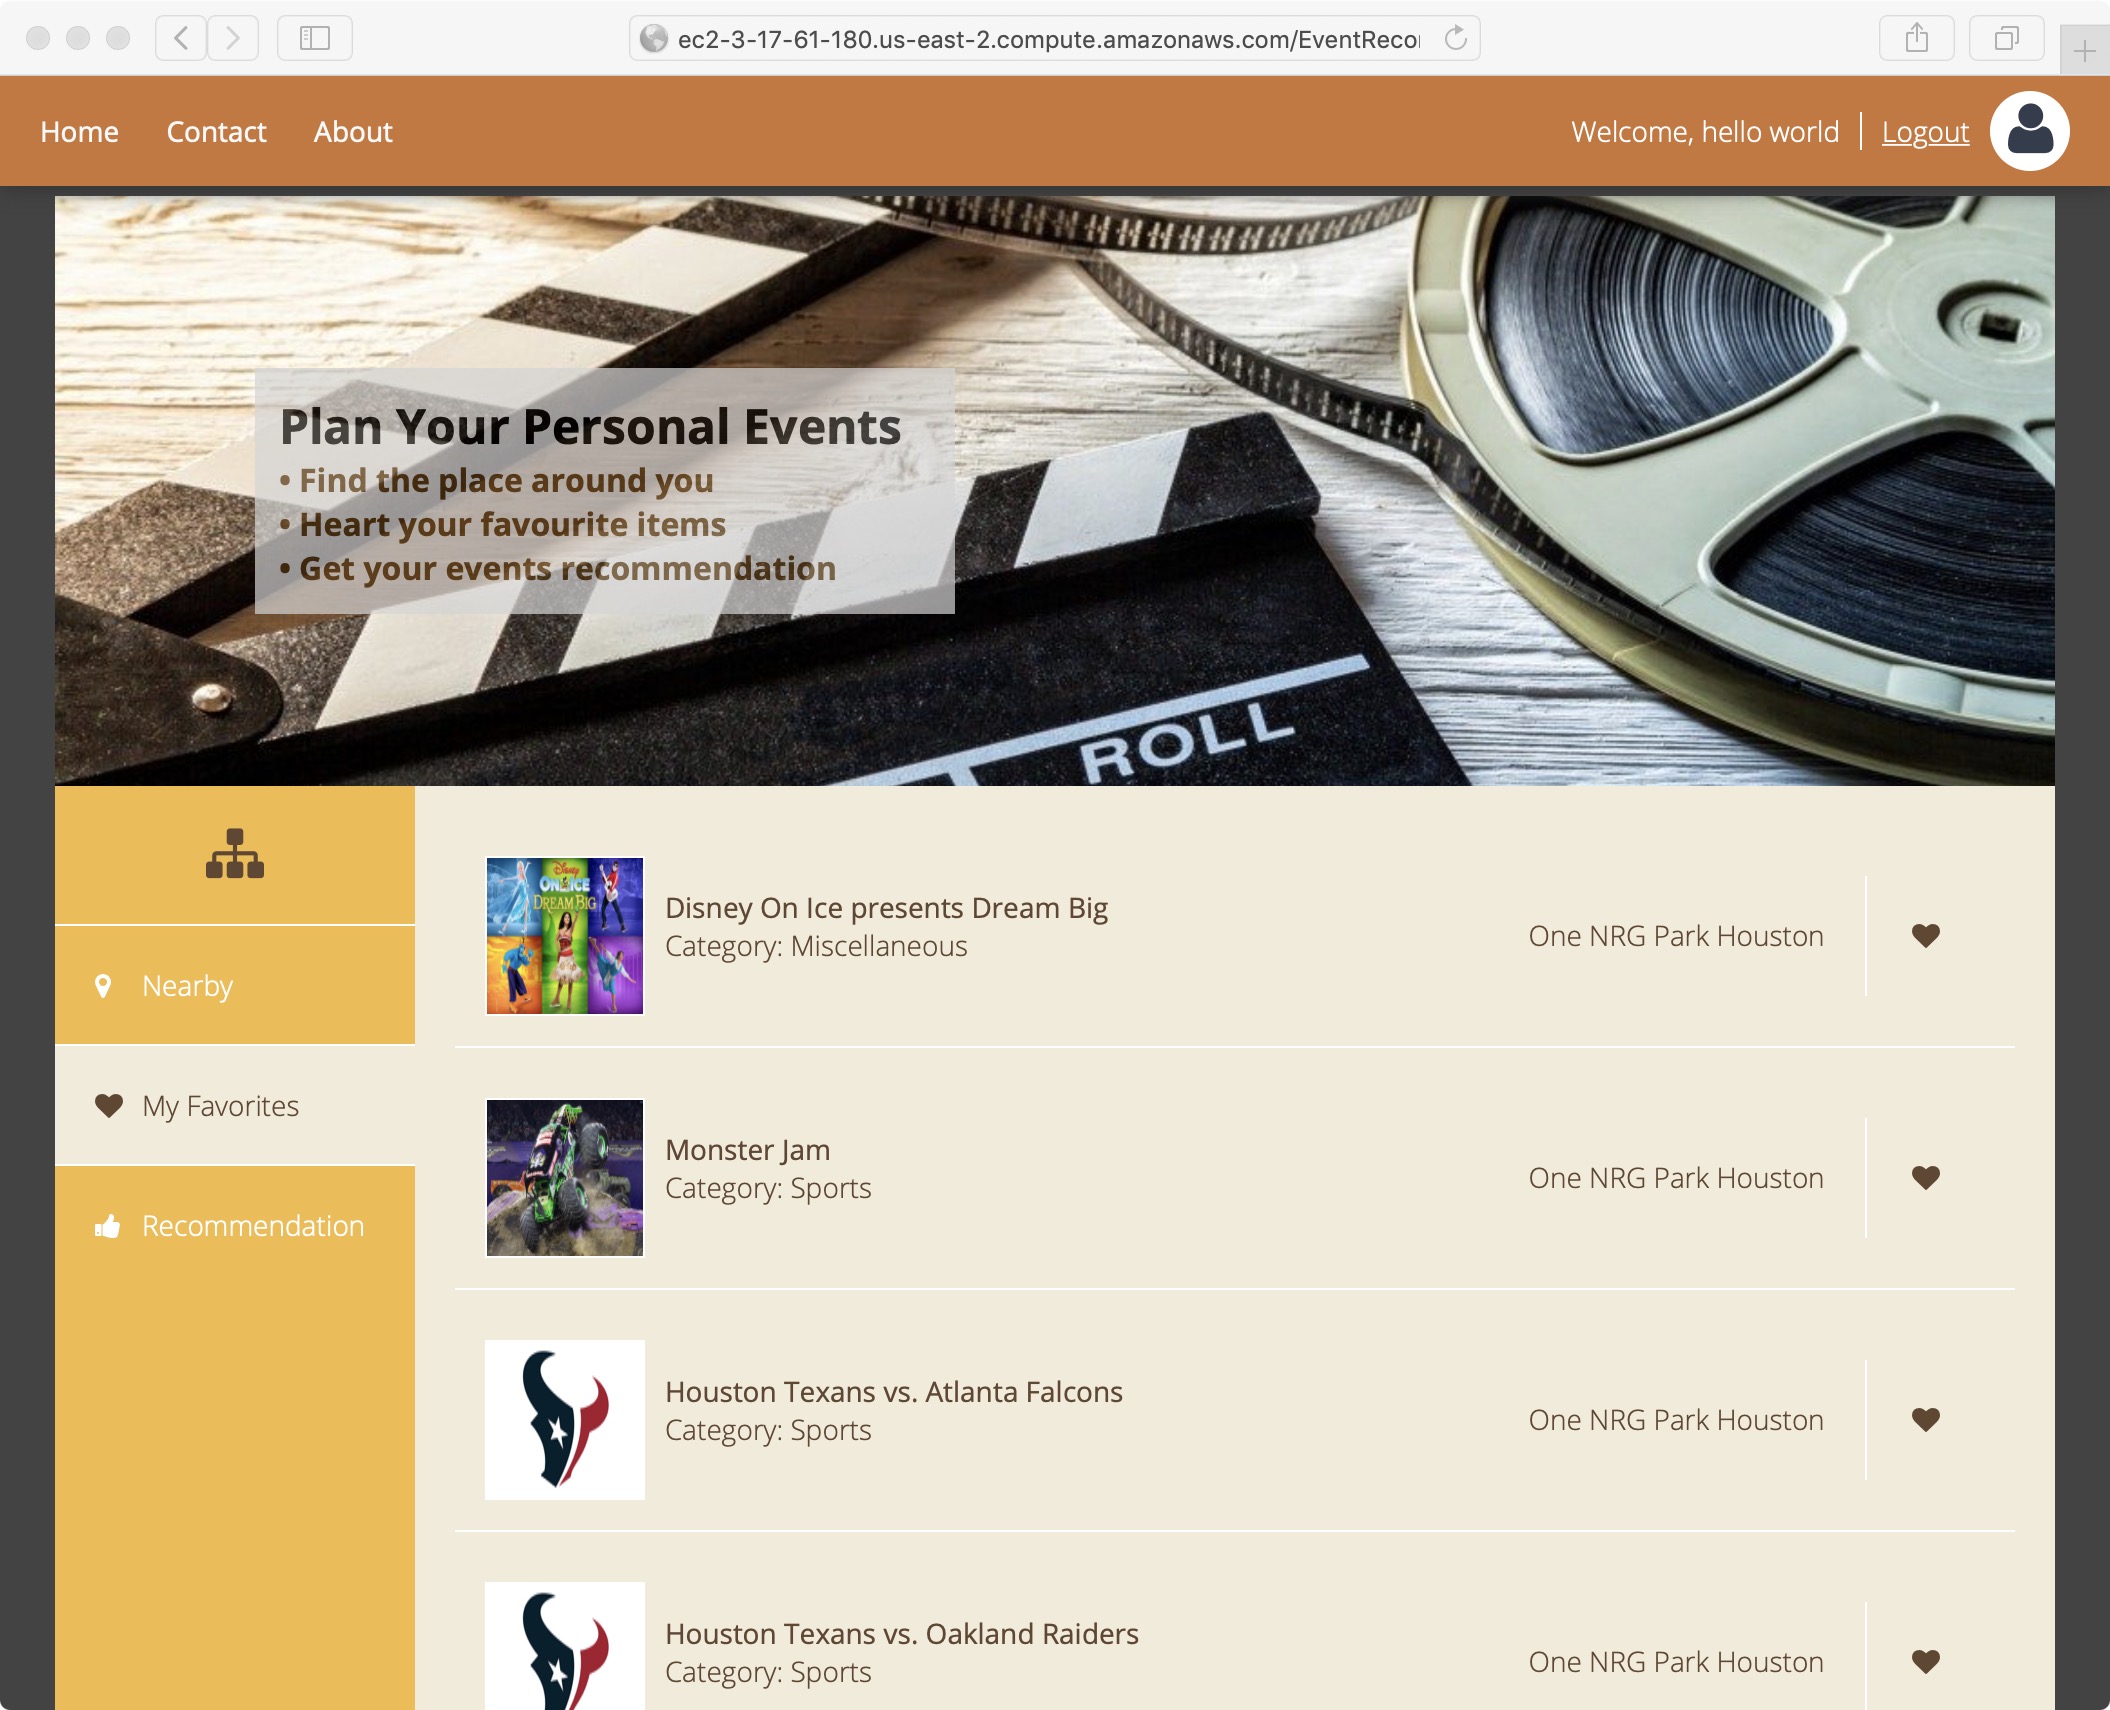 ec2-3-17-61-180.us-east-2.compute.amazonaws.com/EventReco
Home Contact About
Welcome, hello world Logout
Plan Your Personal Events
• Find the place around you
• Heart your favourite items
• Get your events recommendation
ROLL
Disney
ON ICE
DREAM BIG
Disney On Ice presents Dream Big
Category: Miscellaneous
One NRG Park Houston
Nearby
My Favorites
Monster Jam
Category: Sports
One NRG Park Houston
Recommendation
Houston Texans vs. Atlanta Falcons
Category: Sports
One NRG Park Houston
Houston Texans vs. Oakland Raiders
Category: Sports
One NRG Park Houston